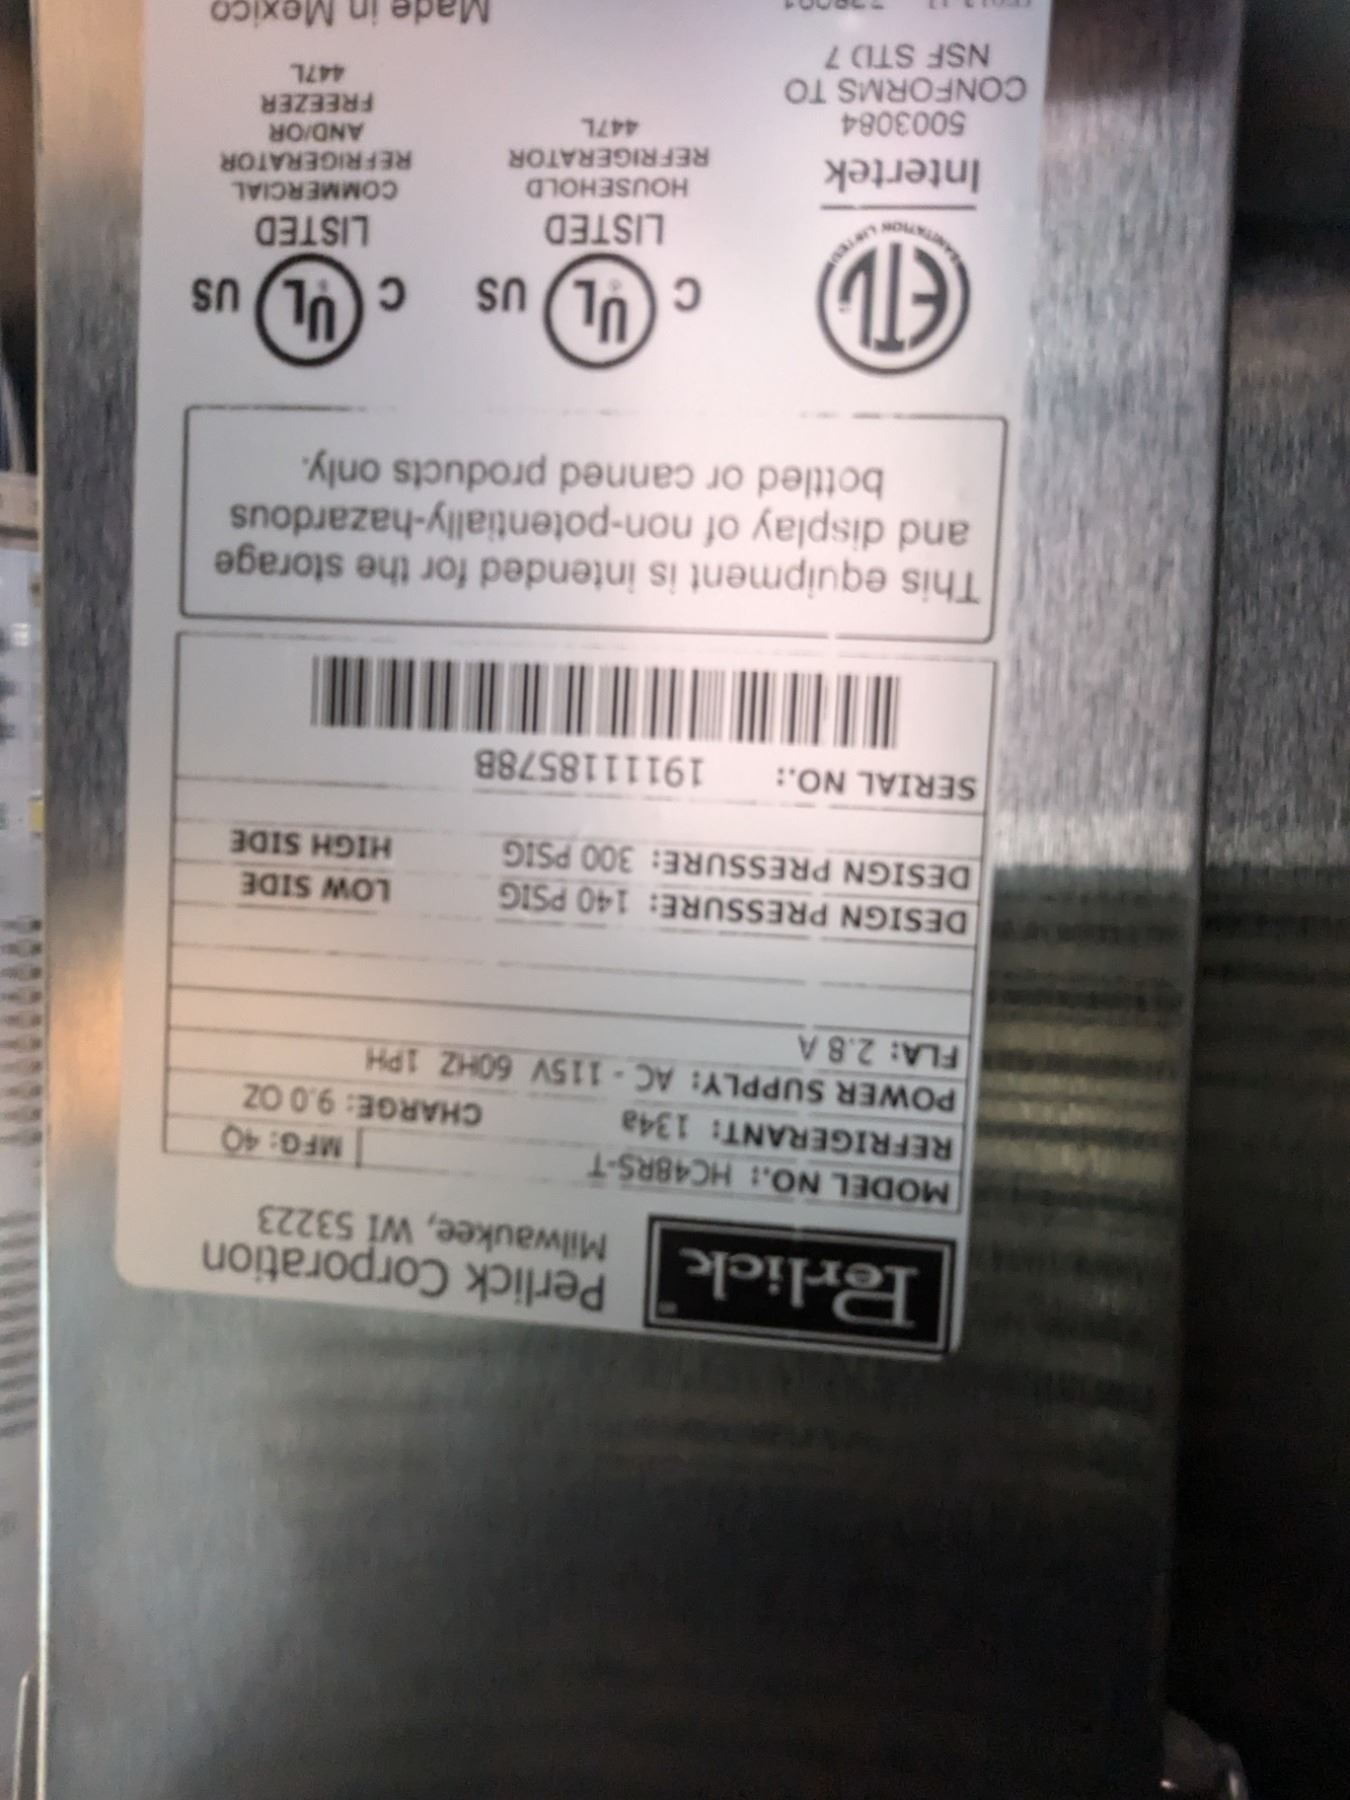 Perlick®
Perlick Corporation
Milwaukee, WI 53223
MODEL NO.: HC48RS-T MFG: 4Q
REFRIGERANT: 134a CHARGE: 9.0 OZ
POWER SUPPLY: AC - 115V 60HZ 1PH
FLA: 2.8 A
DESIGN PRESSURE: 140 PSIG LOW SIDE
DESIGN PRESSURE: 300 PSIG HIGH SIDE
SERIAL NO.: 191118578B
This equipment is intended for the storage
and display of non-potentially-hazardous
bottled or canned products only.
ETL
SANITATION LISTED
Intertek
5003084
CONFORMS TO
NSF STD 7
C UL US
LISTED
HOUSEHOLD
REFRIGERATOR
447L
C UL US
LISTED
COMMERCIAL
REFRIGERATOR
AND/OR
FREEZER
447L
Made in Mexico